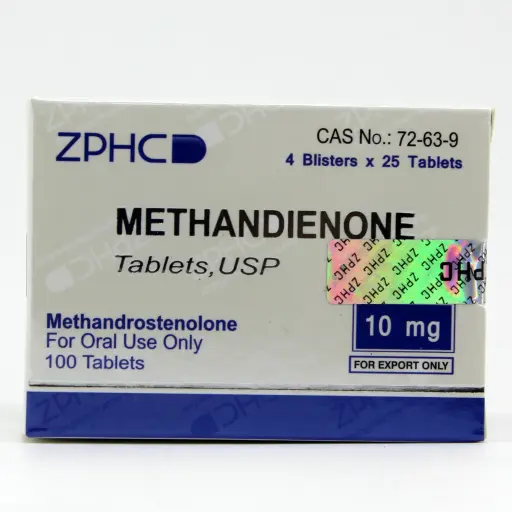 ZPHC
CAS No.: 72-63-9
4 Blisters x 25 Tablets
METHANDIENONE
Tablets,USP
ZPHC
Methandrostenolone
For Oral Use Only
100 Tablets
10 mg
FOR EXPORT ONLY